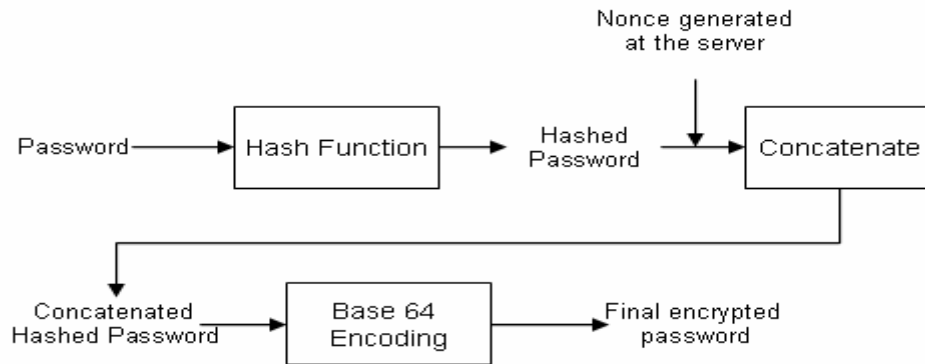 Nonce generated
at the server
Password
Hash Function
Hashed
Password
Concatenate
Concatenated
Hashed Password
Base 64
Encoding
Final encrypted
password